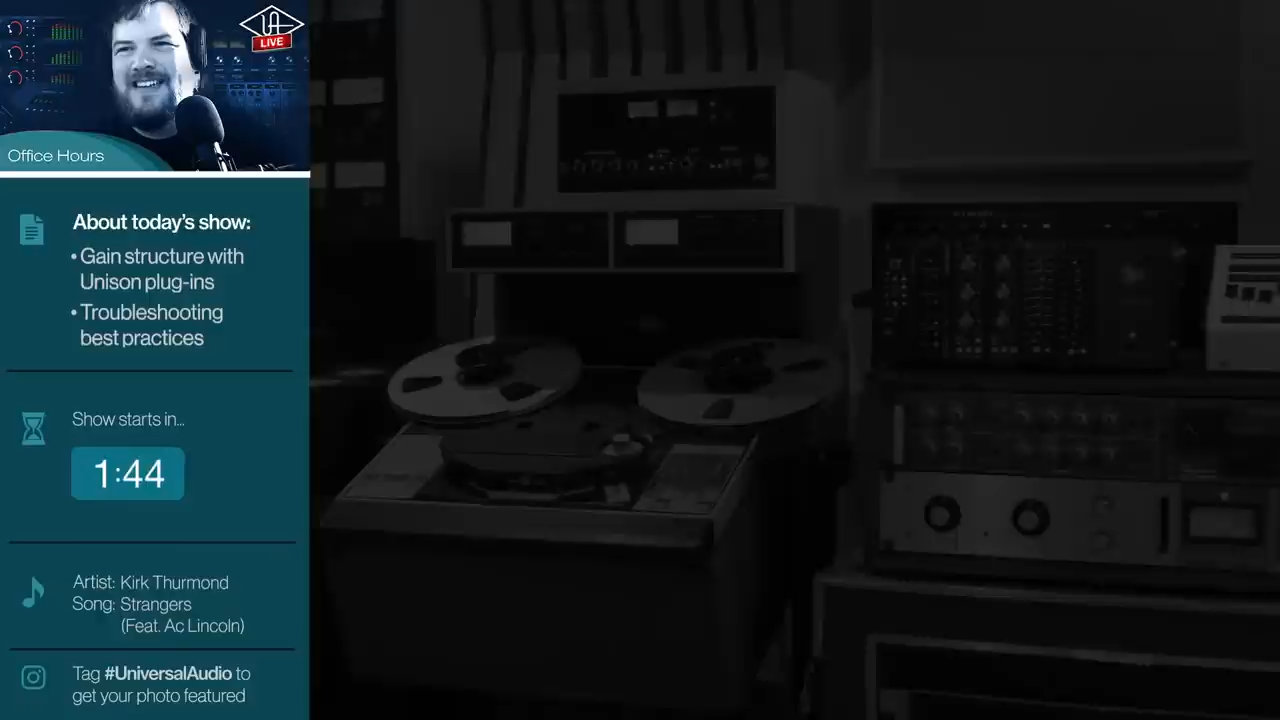 UA
LIVE
Office Hours
About today's show:
• Gain structure with
Unison plug-ins
• Troubleshooting
best practices
Show starts in...
1:44
Artist: Kirk Thurmond
Song: Strangers
(Feat. Ac Lincoln)
Tag #UniversalAudio to
get your photo featured